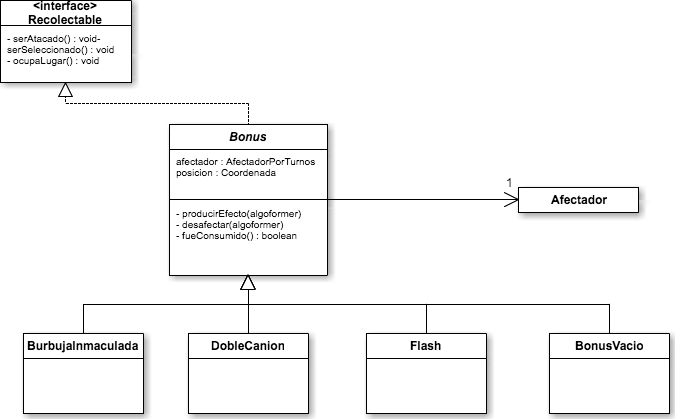 <interface>
Recolectable
- serAtacado() : void-
serSeleccionado() : void
- ocupaLugar() : void
Bonus
afectador : AfectadorPorTurnos
posicion : Coordenada
- producirEfecto(algoformer)
- desafectar(algoformer)
- fueConsumido() : boolean
1
Afectador
BurbujaInmaculada
DobleCanion
Flash
BonusVacio